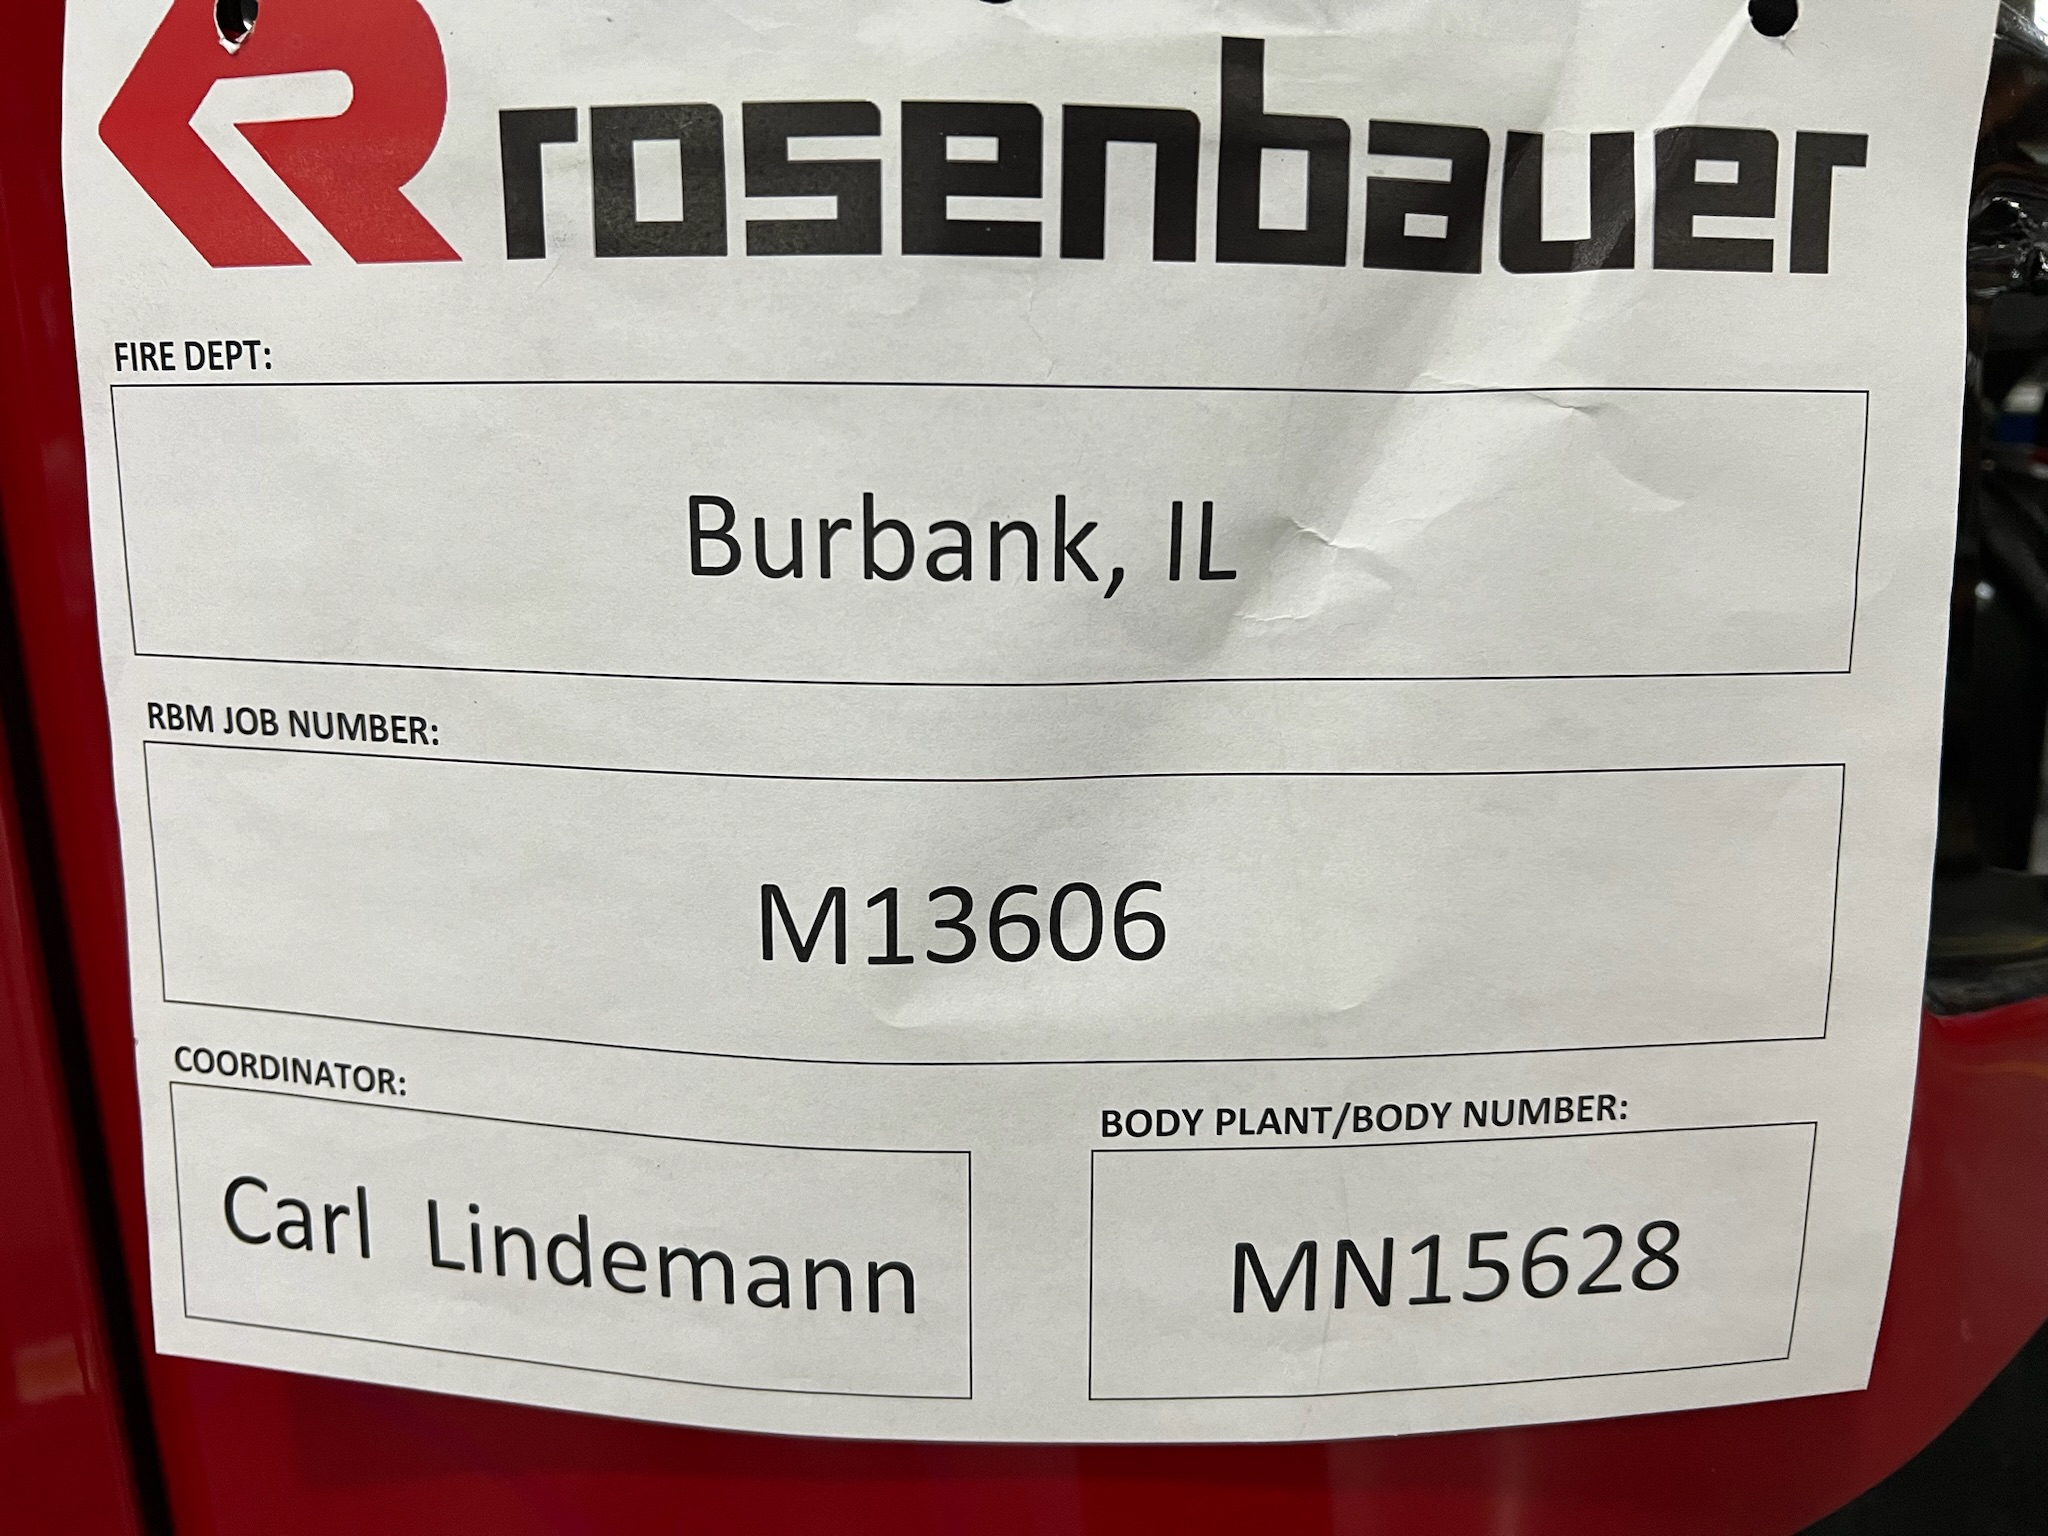 rosenbauer
FIRE DEPT:
Burbank, IL
RBM JOB NUMBER:
M13606
COORDINATOR:
Carl Lindemann
BODY PLANT/BODY NUMBER:
MN15628